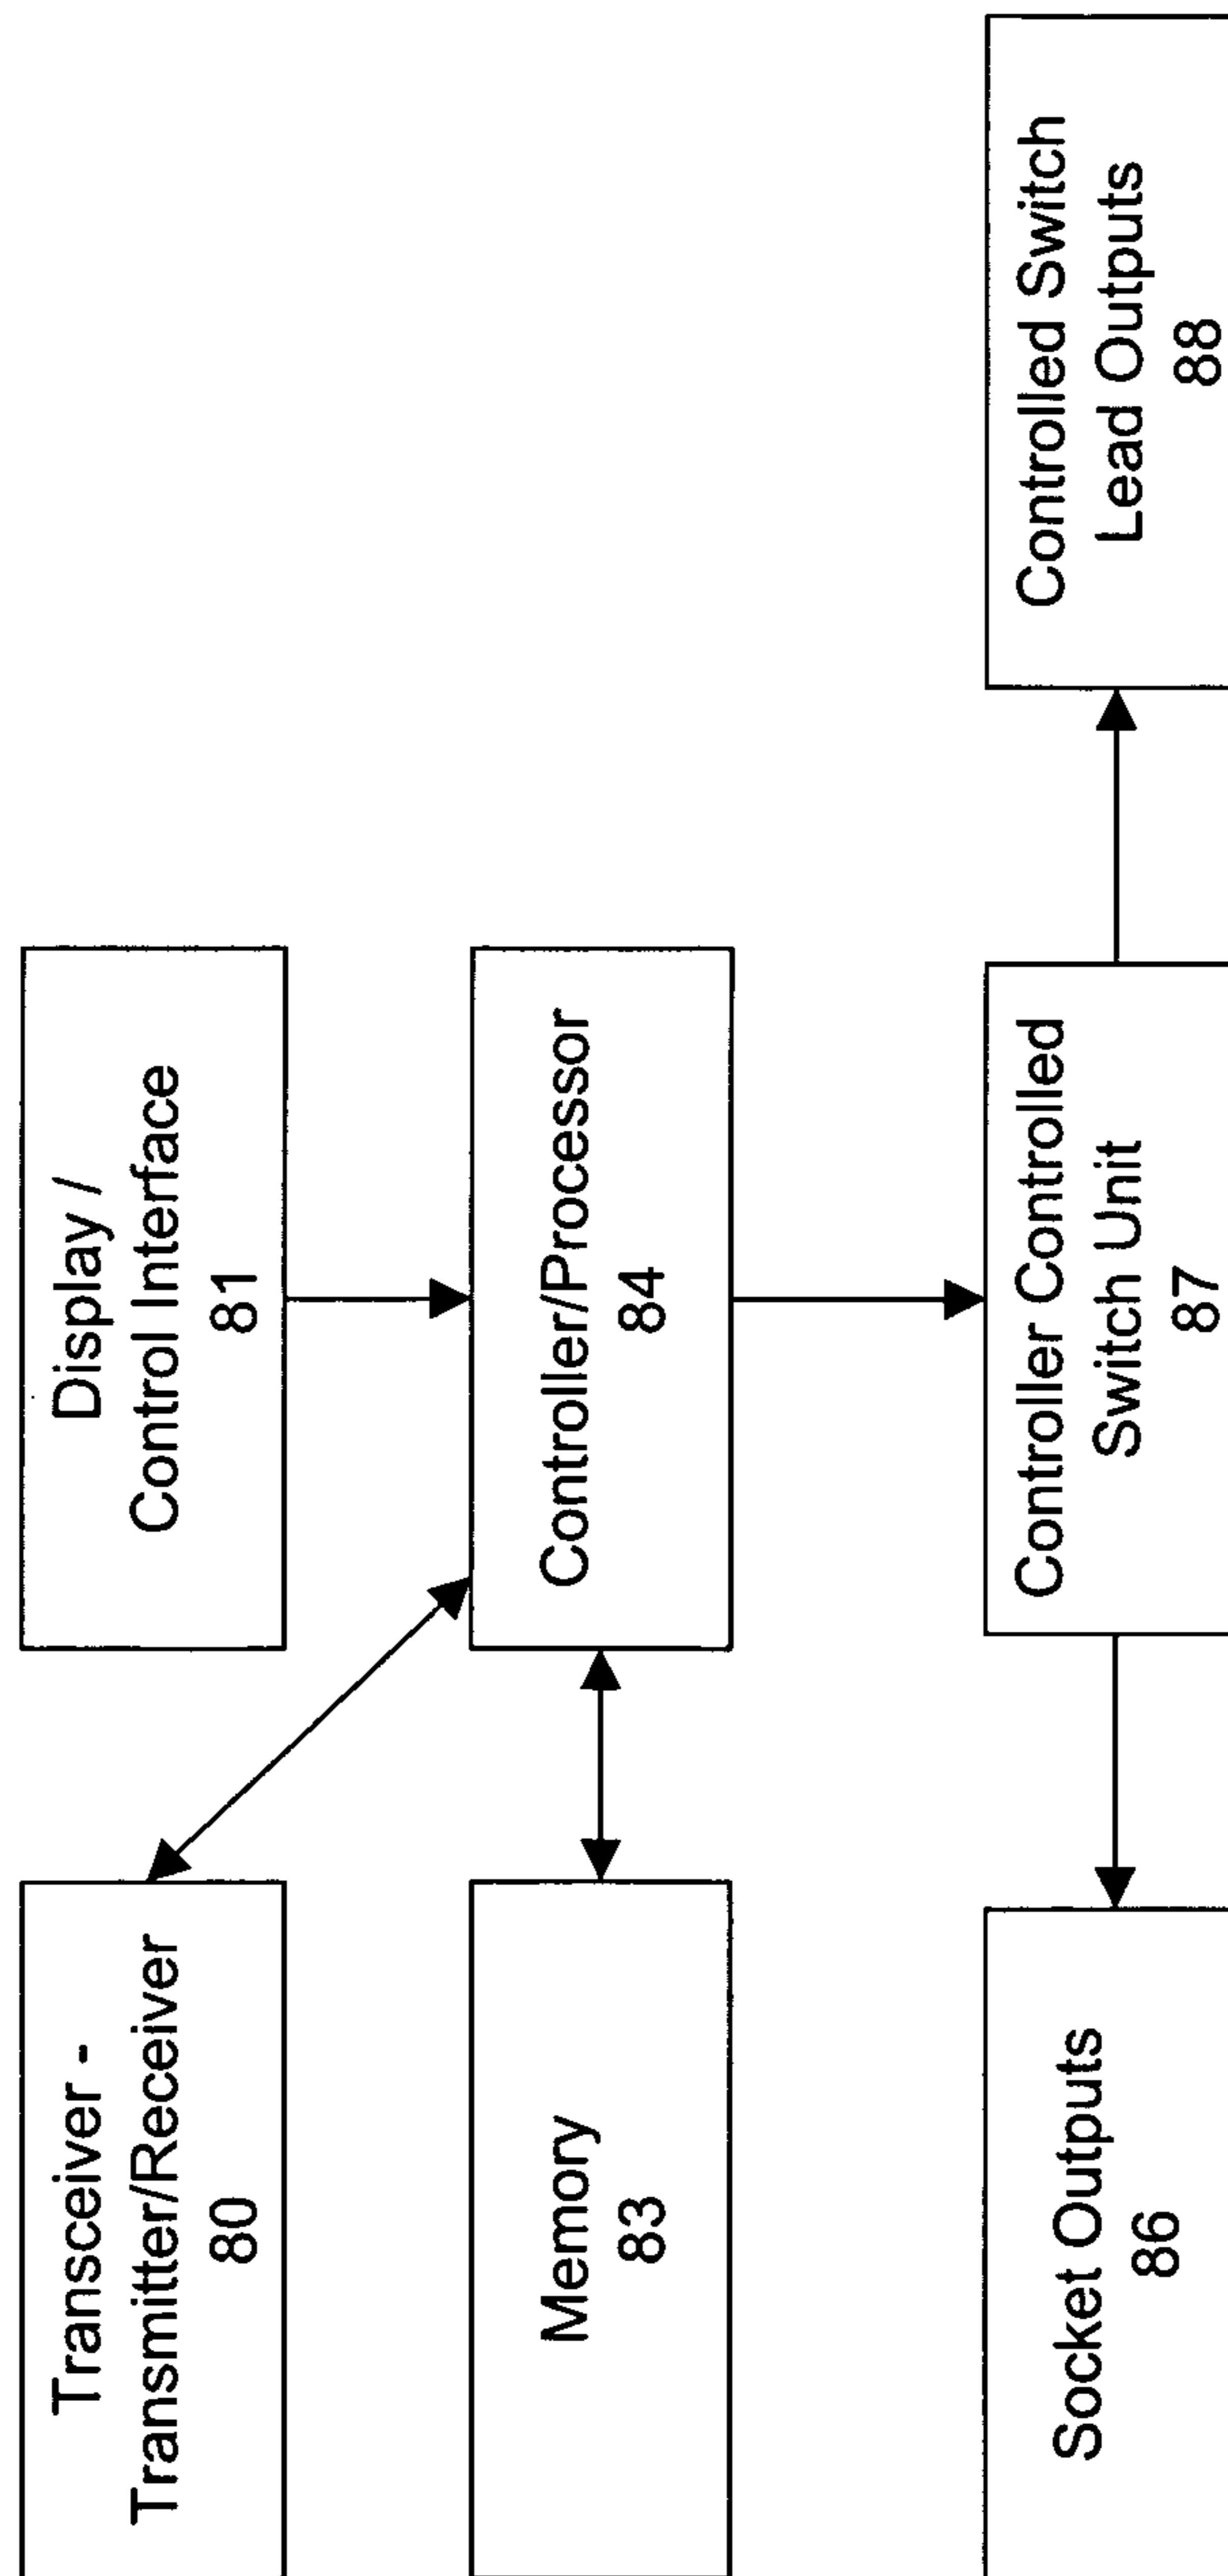 Transceiver -
Transmitter/Receiver
80
Display /
Control Interface
81
Memory
83
Controller/Processor
84
Socket Outputs
86
Controller Controlled
Switch Unit
87
Controlled Switch
Lead Outputs
88